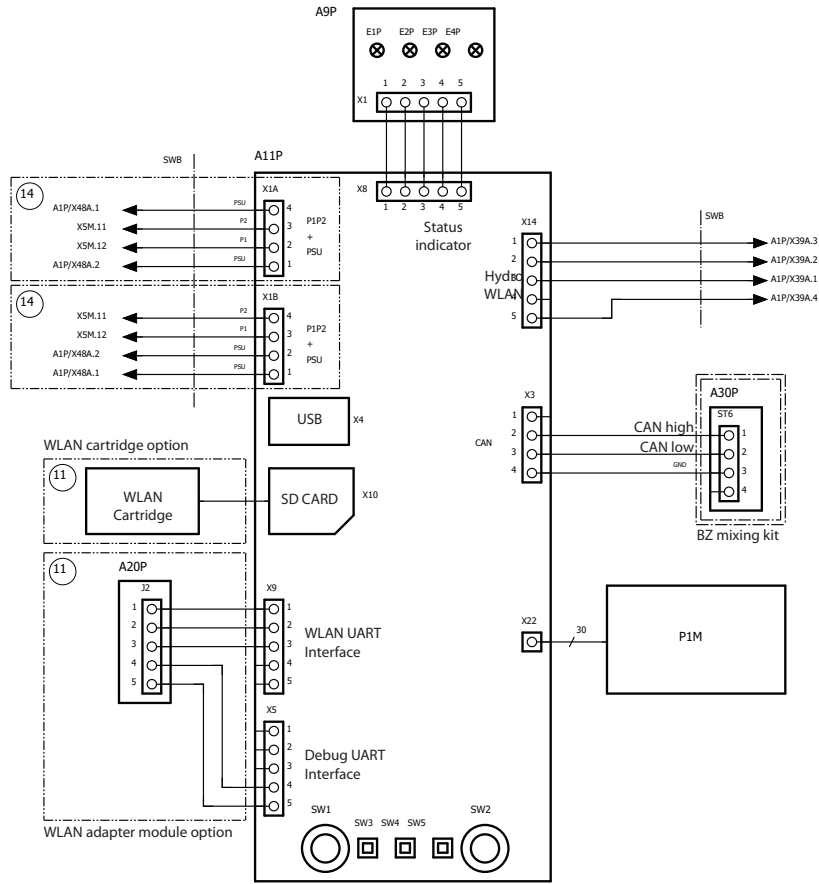 A9P
E1P E2P E3P E4P
1 2 3 4 5
X1
SWB
A11P
14
X1A
X8
1 2 3 4 5
Status
indicator
A1P/X48A.1
PSU
4
X5M.11
P2
3
X5M.12
P1
2
A1P/X48A.2
PSU
1
P1P2
+
PSU
14
X1B
X5M.11
P2
4
X5M.12
P1
3
A1P/X48A.2
PSU
2
A1P/X48A.1
PSU
1
P1P2
+
PSU
X14
SWB
1
A1P/X39A.3
2
A1P/X39A.2
3
A1P/X39A.1
4
A1P/X39A.4
5
Hydro
WLAN
USB
X4
X3
CAN
1
2
3
4
CAN high
CAN low
GND
A30P
ST6
1
2
3
4
BZ mixing kit
WLAN cartridge option
11
WLAN
Cartridge
SD CARD
X10
11
A20P
J2
1
2
3
4
5
X9
1
2
3
4
5
WLAN UART
Interface
X22
30
P1M
X5
1
2
3
4
5
Debug UART
Interface
WLAN adapter module option
SW1
SW3 SW4 SW5
SW2